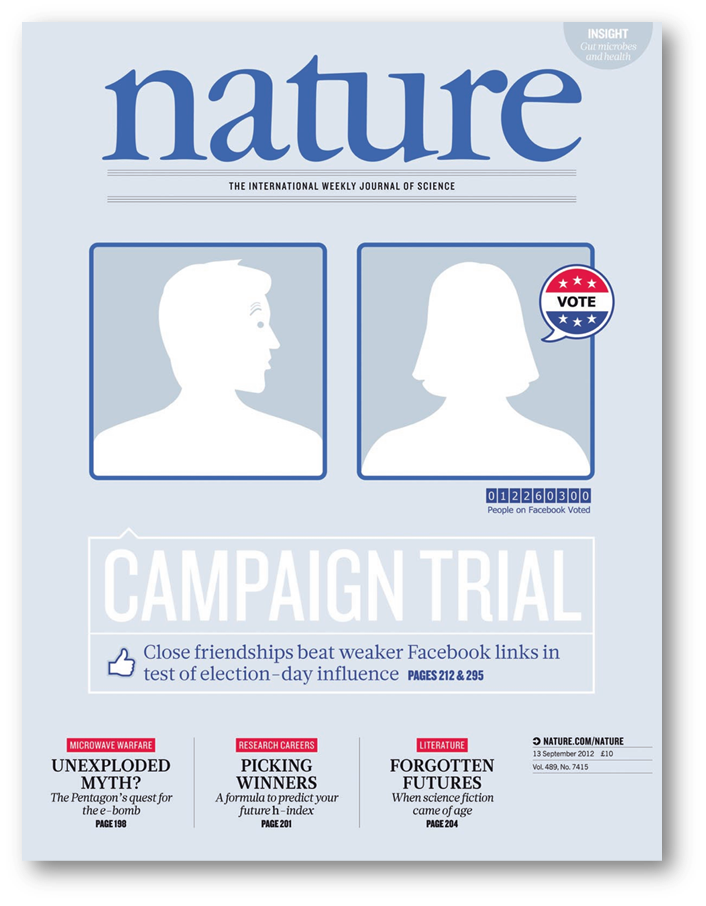 INSIGHT
Gut microbes
and health
nature
THE INTERNATIONAL WEEKLY JOURNAL OF SCIENCE
VOTE
012260300
People on Facebook Voted
CAMPAIGN TRIAL
Close friendships beat weaker Facebook links in
test of election-day influence PAGES 212 & 295
MICROWAVE WARFARE
UNEXPLODED
MYTH?
The Pentagon's quest for
the e-bomb
PAGE 198
RESEARCH CAREERS
PICKING
WINNERS
A formula to predict your
future h-index
PAGE 201
LITERATURE
FORGOTTEN
FUTURES
When science fiction
came of age
PAGE 204
NATURE.COM/NATURE
13 September 2012 £10
Vol. 489, No. 7415